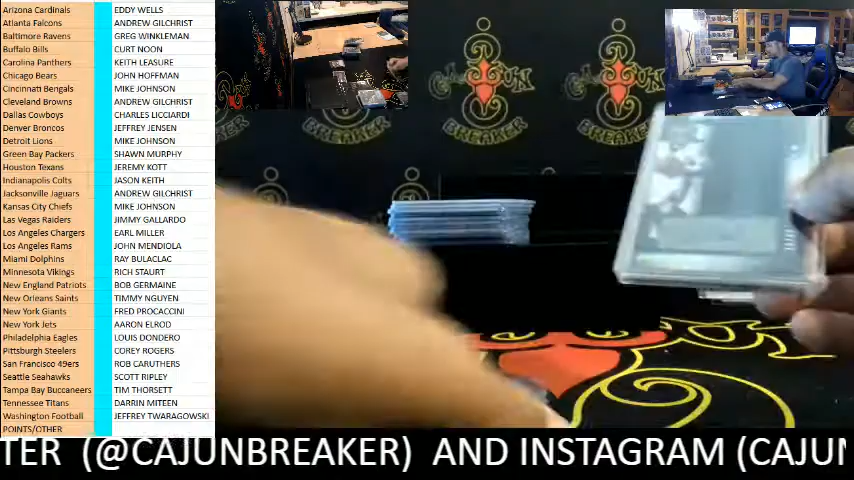 Arizona Cardinals EDDY WELLS
Atlanta Falcons ANDREW GILCHRIST
Baltimore Ravens GREG WINKLEMAN
Buffalo Bills CURT NOON
Carolina Panthers KEITH LEASURE
Chicago Bears JOHN HOFFMAN
Cincinnati Bengals MIKE JOHNSON
Cleveland Browns ANDREW GILCHRIST
Dallas Cowboys CHARLES LICCIARDI
Denver Broncos JEFFREY JENSEN
Detroit Lions MIKE JOHNSON
Green Bay Packers SHAWN MURPHY
Houston Texans JEREMY KOTT
Indianapolis Colts JASON KEITH
Jacksonville Jaguars ANDREW GILCHRIST
Kansas City Chiefs MIKE JOHNSON
Las Vegas Raiders JIMMY GALLARDO
Los Angeles Chargers EARL MILLER
Los Angeles Rams JOHN MENDIOLA
Miami Dolphins RAY BULACLAC
Minnesota Vikings RICH STAURT
New England Patriots BOB GERMAINE
New Orleans Saints TIMMY NGUYEN
New York Giants FRED PROCACCINI
New York Jets AARON ELROD
Philadelphia Eagles LOUIS DONDERO
Pittsburgh Steelers COREY ROGERS
San Francisco 49ers ROB CARUTHERS
Seattle Seahawks SCOTT RIPLEY
Tampa Bay Buccaneers TIM THORSETT
Tennessee Titans DARRIN MITEEN
Washington Football JEFFREY TWARAGOWSKI
POINTS/OTHER
CAJUN CAJUN
BREAKER BREAKER BREAKER
TER (@CAJUNBREAKER) AND INSTAGRAM (CAJUN